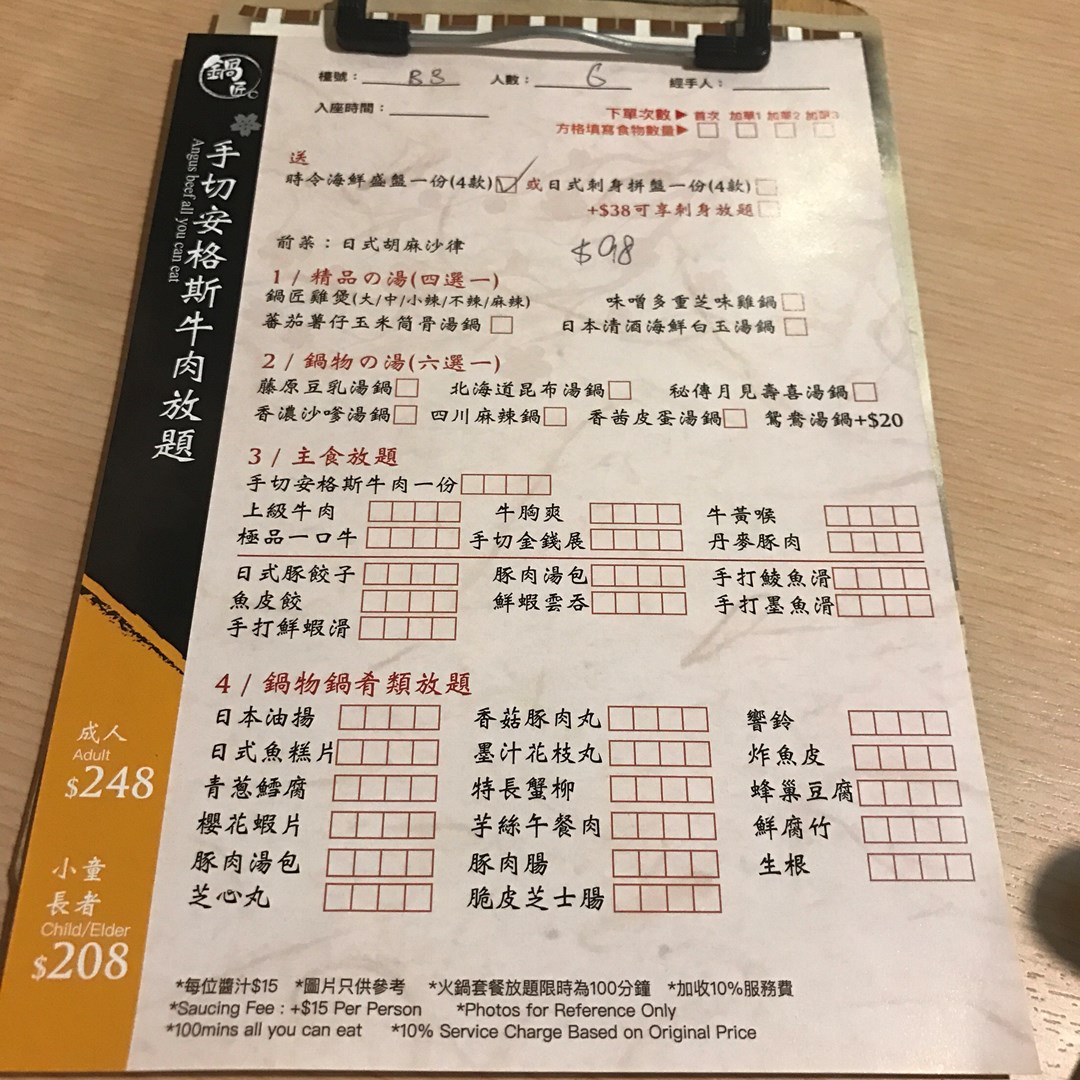 鍋匠
手切安格斯牛肉放題
Angus beef all you can eat
檯號： B3 人數： 6 經手人：
入座時間：
下單次數▶ 首次 加單1 加單2 加單3
方格填寫食物數量▶
送
時令海鮮盛盤一份(4款) 或日式刺身拼盤一份(4款)
+$38可享刺身放題
前菜：日式胡麻沙律 $98
1 / 精品の湯(四選一)
鍋匠雞煲(大/中/小辣/不辣/麻辣) 味噌多重芝味雞鍋
蕃茄薯仔玉米筒骨湯鍋 日本清酒海鮮白玉湯鍋
2 / 鍋物の湯(六選一)
藤原豆乳湯鍋 北海道昆布湯鍋 秘傳月見壽喜湯鍋
香濃沙嗲湯鍋 四川麻辣鍋 香茜皮蛋湯鍋 鴛鴦湯鍋+$20
3 / 主食放題
手切安格斯牛肉一份
上級牛肉 牛胸爽 牛黃喉
極品一口牛 手切金錢展 丹麥豚肉
日式豚餃子 豚肉湯包 手打鯪魚滑
魚皮餃 鮮蝦雲吞 手打墨魚滑
手打鮮蝦滑
4 / 鍋物鍋肴類放題
日本油揚 香菇豚肉丸 響鈴
日式魚糕片 墨汁花枝丸 炸魚皮
青蔥鱈腐 特長蟹柳 蜂巢豆腐
櫻花蝦片 芋絲午餐肉 鮮腐竹
豚肉湯包 豚肉腸 生根
芝心丸 脆皮芝士腸
成人
Adult
$248
小童
長者
Child/Elder
$208
*每位醬汁$15 *圖片只供參考 *火鍋套餐放題限時為100分鐘 *加收10%服務費
*Saucing Fee : +$15 Per Person *Photos for Reference Only
*100mins all you can eat *10% Service Charge Based on Original Price